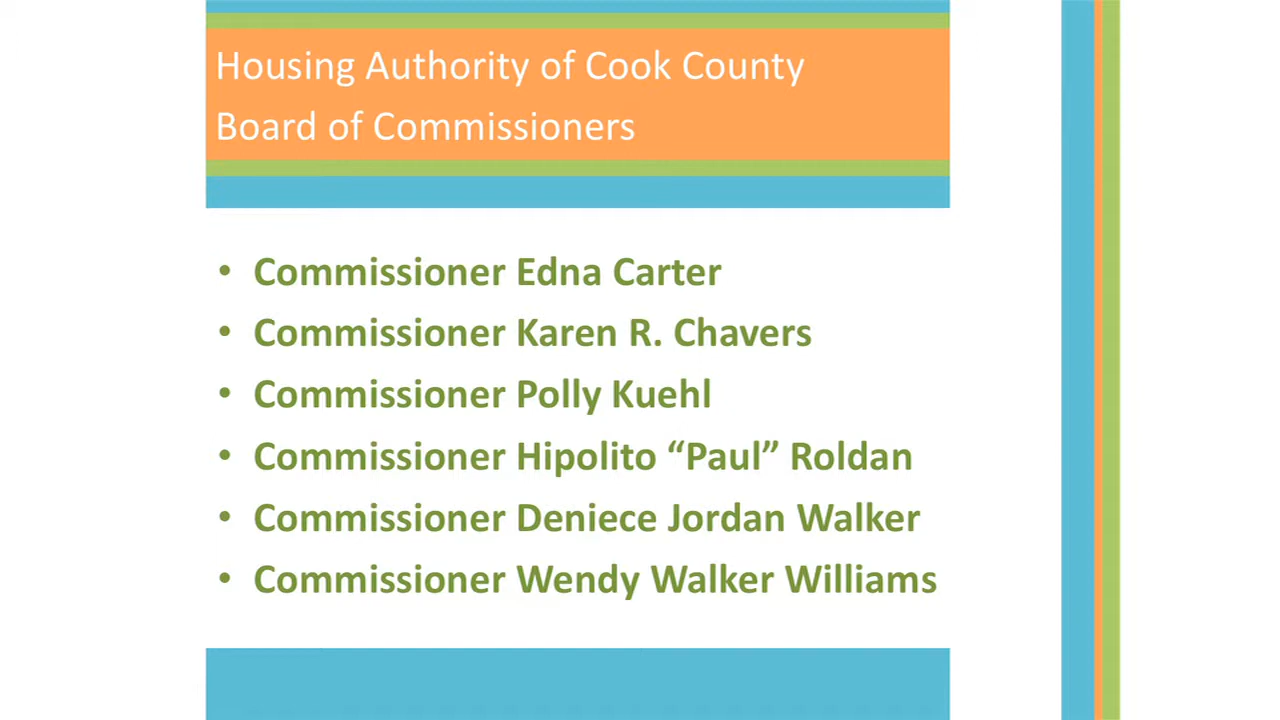 Housing Authority of Cook County
Board of Commissioners
• Commissioner Edna Carter
• Commissioner Karen R. Chavers
• Commissioner Polly Kuehl
• Commissioner Hipolito “Paul” Roldan
• Commissioner Deniece Jordan Walker
• Commissioner Wendy Walker Williams